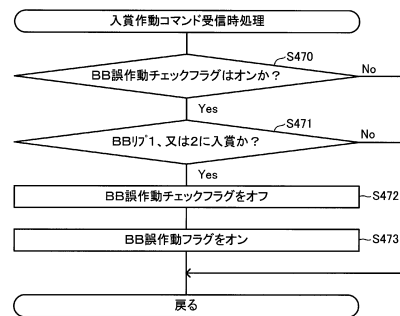 入賞作動コマンド受信時処理
S470
BB誤作動チェックフラグはオンか？
No
Yes
S471
BBﾘﾌﾟ1、又は2に入賞か？
No
Yes
BB誤作動チェックフラグをオフ
S472
BB誤作動フラグをオン
S473
戻る